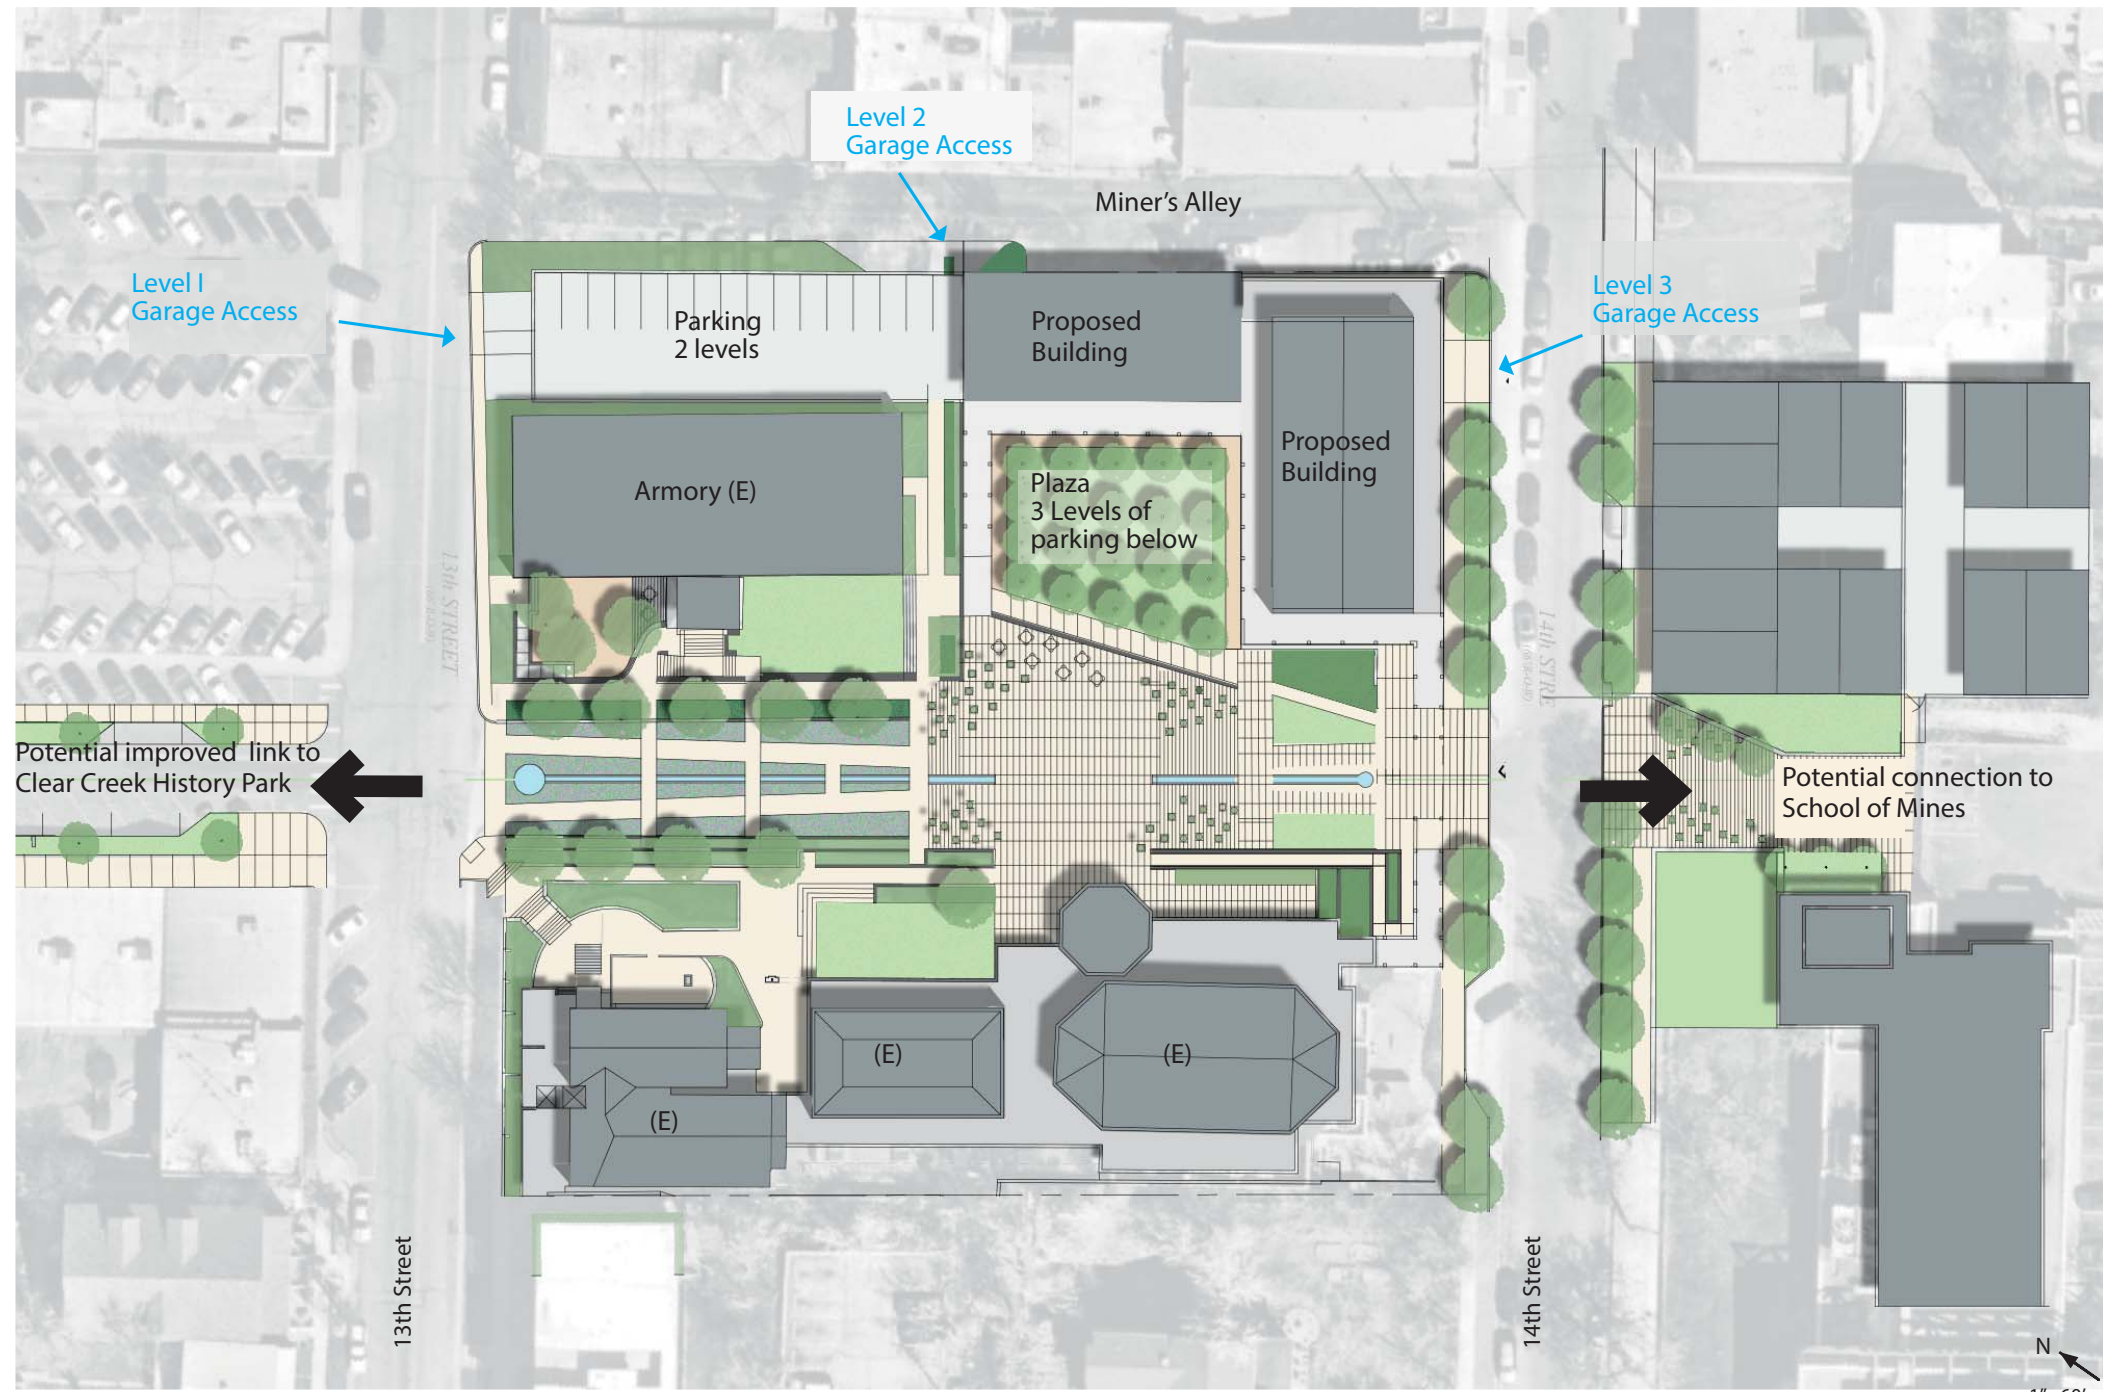 Level 2
Garage Access
Miner's Alley
Level I
Garage Access
Level 3
Garage Access
Parking
2 levels
Proposed
Building
Proposed
Building
Armory (E)
Plaza
3 Levels of
parking below
13th STREET
14th STRE
Potential improved link to
Clear Creek History Park
Potential connection to
School of Mines
(E)
(E)
(E)
13th Street
14th Street
N